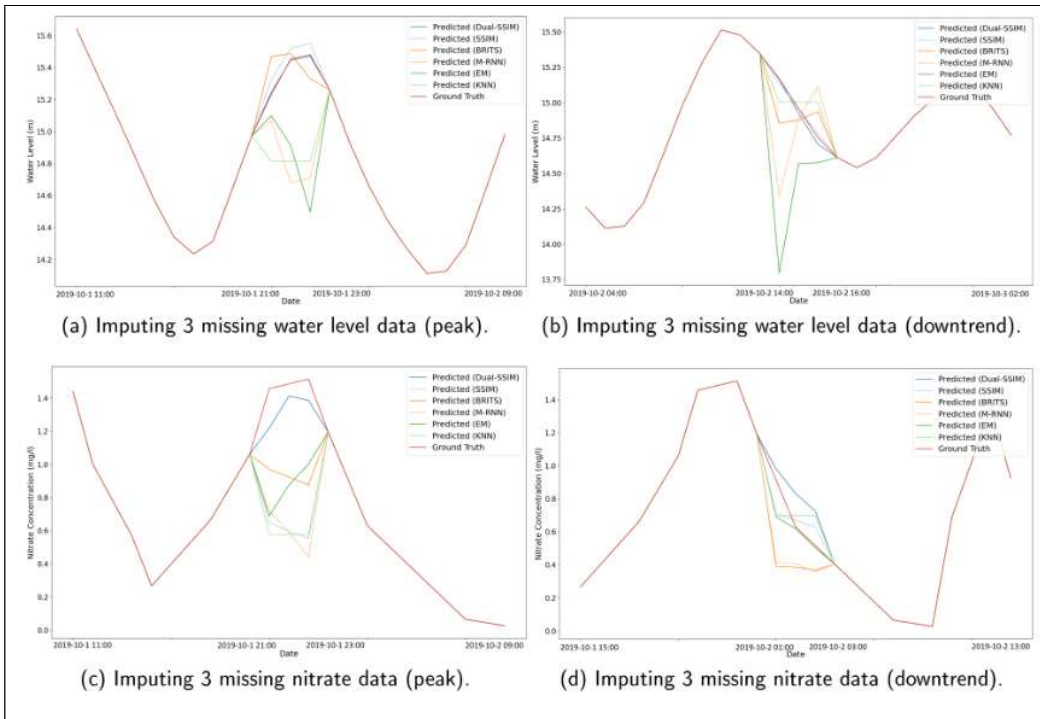 15.6
15.4
15.2
15.0
14.8
14.6
14.4
14.2
Water Level (m)
Predicted (Dual-SSIM)
Predicted (SSIM)
Predicted (BRITS)
Predicted (M-RNN)
Predicted (EM)
Predicted (KNN)
Ground Truth
2019-10-1 11:00
2019-10-1 21:00
2019-10-1 23:00
2019-10-2 09:00
Date
(a) Imputing 3 missing water level data (peak).
15.50
15.25
15.00
14.75
14.50
14.25
14.00
13.75
Water Level (m)
Predicted (Dual-SSIM)
Predicted (SSIM)
Predicted (BRITS)
Predicted (M-RNN)
Predicted (EM)
Predicted (KNN)
Ground Truth
2019-10-2 04:00
2019-10-2 14:00
2019-10-2 16:00
2019-10-3 02:00
Date
(b) Imputing 3 missing water level data (downtrend).
1.4
1.2
1.0
0.8
0.6
0.4
0.2
0.0
Nitrate Concentration (mg/l)
Predicted (Dual-SSIM)
Predicted (SSIM)
Predicted (BRITS)
Predicted (M-RNN)
Predicted (EM)
Predicted (KNN)
Ground Truth
2019-10-1 11:00
2019-10-1 21:00
2019-10-1 23:00
2019-10-2 09:00
Date
(c) Imputing 3 missing nitrate data (peak).
1.4
1.2
1.0
0.8
0.6
0.4
0.2
0.0
Nitrate Concentration (mg/l)
Predicted (Dual-SSIM)
Predicted (SSIM)
Predicted (BRITS)
Predicted (M-RNN)
Predicted (EM)
Predicted (KNN)
Ground Truth
2019-10-1 15:00
2019-10-2 01:00
2019-10-2 03:00
2019-10-2 13:00
Date
(d) Imputing 3 missing nitrate data (downtrend).